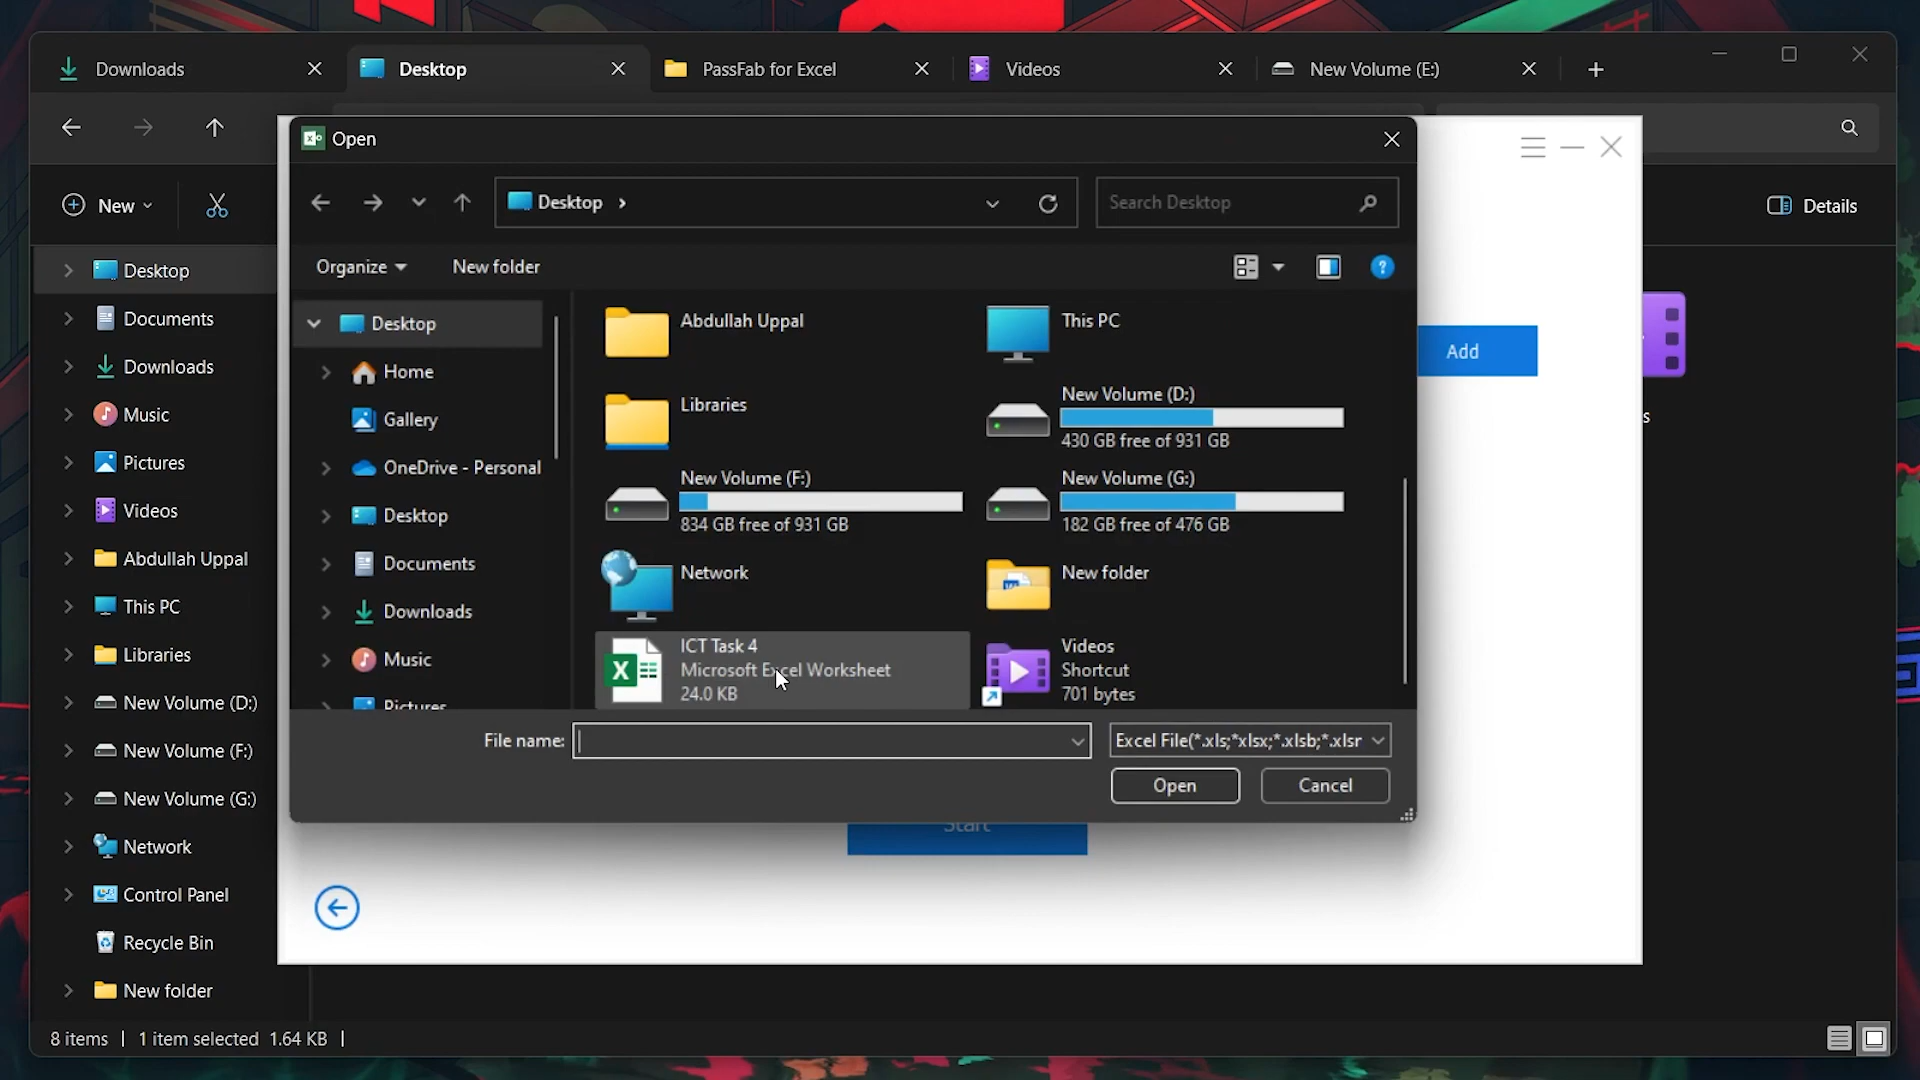 Downloads
Desktop
PassFab for Excel
Videos
New Volume (E:)
Open
New
Desktop
Search Desktop
Details
Organize
New folder
Desktop
Documents
Downloads
Music
Pictures
Videos
Abdullah Uppal
This PC
Libraries
New Volume (D:)
New Volume (F:)
New Volume (G:)
Network
Control Panel
Recycle Bin
New folder
Desktop
Home
Gallery
OneDrive - Personal
Desktop
Documents
Downloads
Music
Pictures
Abdullah Uppal
This PC
Libraries
New Volume (D:)
430 GB free of 931 GB
New Volume (F:)
834 GB free of 931 GB
New Volume (G:)
182 GB free of 476 GB
Network
New folder
ICT Task 4
Microsoft Excel Worksheet
24.0 KB
Videos
Shortcut
701 bytes
Add
s
File name:
Excel File(*.xls;*xlsx;*.xlsb;*.xlsr
Open
Cancel
Start
8 items
1 item selected 1.64 KB